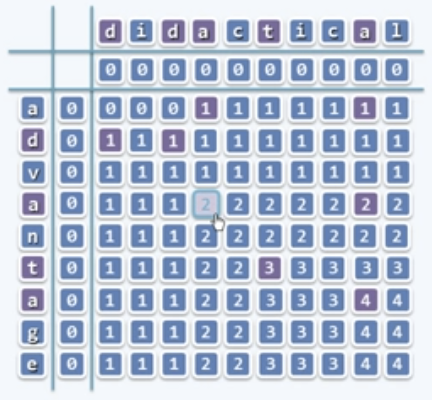 d i d a c t i c a l
0 0 0 0 0 0 0 0 0 0
a 0 0 0 0 1 1 1 1 1 1 1
d 0 1 1 1 1 1 1 1 1 1 1
v 0 1 1 1 1 1 1 1 1 1 1
a 0 1 1 1 2 2 2 2 2 2 2
n 0 1 1 1 2 2 2 2 2 2 2
t 0 1 1 1 2 2 3 3 3 3 3
a 0 1 1 1 2 2 3 3 3 4 4
g 0 1 1 1 2 2 3 3 3 4 4
e 0 1 1 1 2 2 3 3 3 4 4